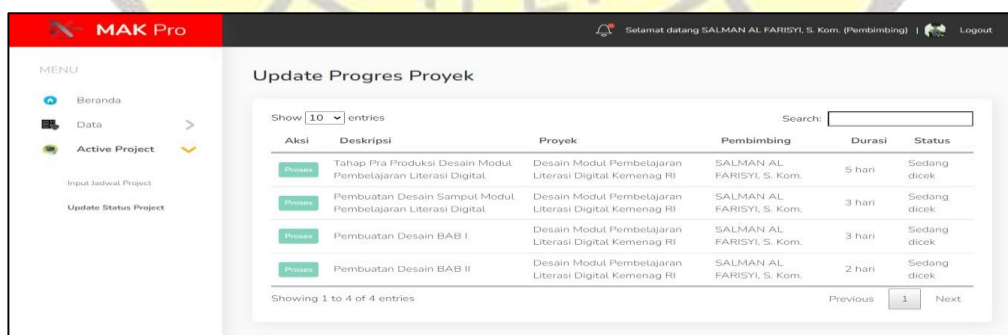 MAK Pro
Selamat datang SALMAN AL FARISYI, S. Kom. (Pembimbing) | Logout
MENU
Beranda
Data
Active Project
Input Jadwal Project
Update Status Project
Update Progres Proyek
Show 10 entries
Search:
Aksi Deskripsi Proyek Pembimbing Durasi Status
Proses Tahap Pra Produksi Desain Modul Pembelajaran Literasi Digital Desain Modul Pembelajaran Literasi Digital Kemenag RI SALMAN AL FARISYI, S. Kom. 5 hari Sedang dicek
Proses Pembuatan Desain Sampul Modul Pembelajaran Literasi Digital Desain Modul Pembelajaran Literasi Digital Kemenag RI SALMAN AL FARISYI, S. Kom. 3 hari Sedang dicek
Proses Pembuatan Desain BAB I Desain Modul Pembelajaran Literasi Digital Kemenag RI SALMAN AL FARISYI, S. Kom. 3 hari Sedang dicek
Proses Pembuatan Desain BAB II Desain Modul Pembelajaran Literasi Digital Kemenag RI SALMAN AL FARISYI, S. Kom. 2 hari Sedang dicek
Showing 1 to 4 of 4 entries
Previous 1 Next